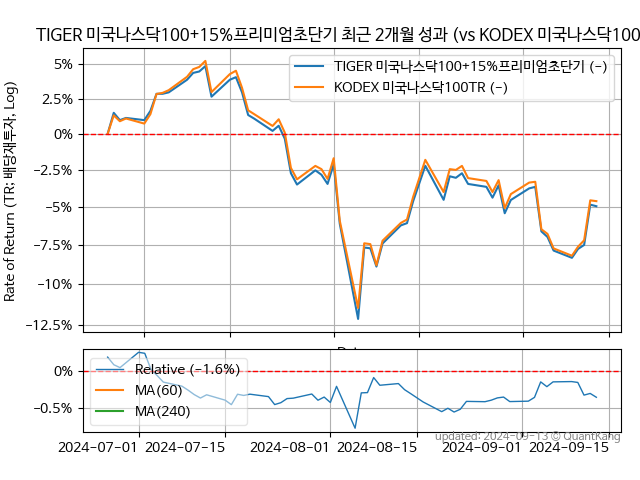 TIGER 미국나스닥100+15%프리미엄초단기 최근 2개월 성과 (vs KODEX 미국나스닥100
Rate of Return (TR: 배당재투자, Log)
5%
2.5%
0%
−2.5%
−5%
−7.5%
−10%
−12.5%
TIGER 미국나스닥100+15%프리미엄초단기 (−)
KODEX 미국나스닥100TR (−)
0%
−0.5%
Relative (−1.6%)
MA(60)
MA(240)
updated: 2024-09-13 © QuantKang
2024-07-01 2024-07-15 2024-08-01 2024-08-15 2024-09-01 2024-09-15